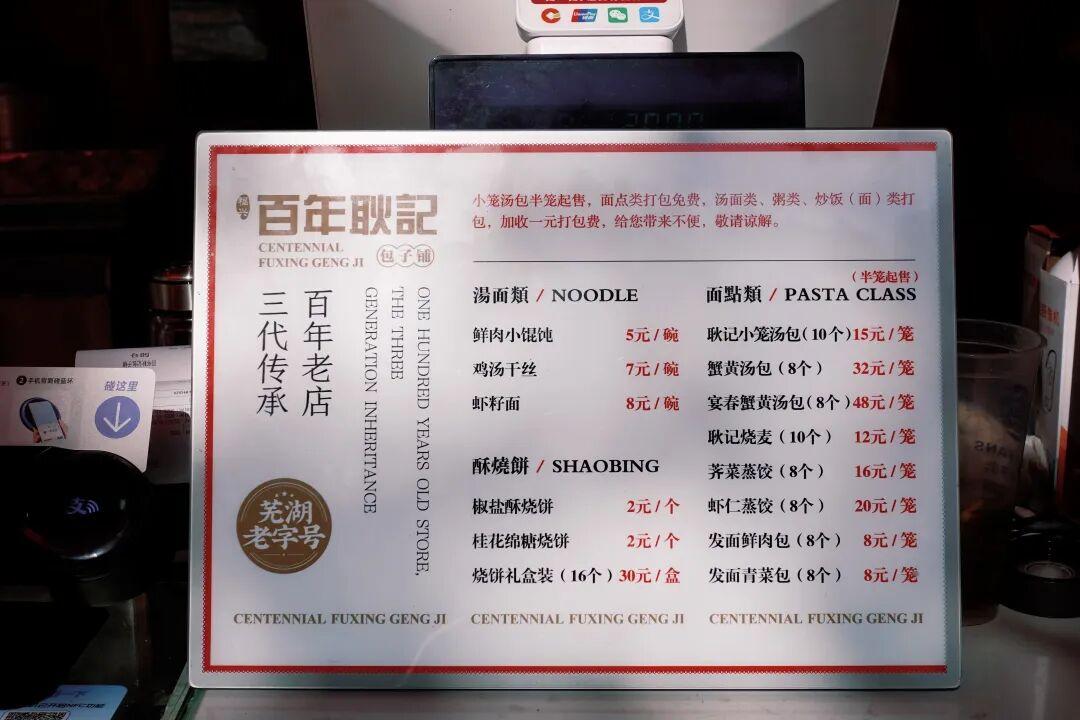 福兴
百年耿記
CENTENNIAL
FUXING GENG JI
包子铺
百年老店
三代传承
ONE HUNDRED YEARS OLD STORE,
THE THREE
GENERATION INHERITANCE
芜湖
老字号
小笼汤包半笼起售，面点类打包免费，汤面类、粥类、炒饭（面）类打
包，加收一元打包费，给您带来不便，敬请谅解。
湯面類 / NOODLE
鲜肉小馄饨 5元/碗
鸡汤干丝 7元/碗
虾籽面 8元/碗
酥燒餅 / SHAOBING
椒盐酥烧饼 2元/个
桂花绵糖烧饼 2元/个
烧饼礼盒装（16个）30元/盒
（半笼起售）
面點類 / PASTA CLASS
耿记小笼汤包（10个）15元/笼
蟹黄汤包（8个） 32元/笼
宴春蟹黄汤包（8个）48元/笼
耿记烧麦（10个） 12元/笼
荠菜蒸饺（8个） 16元/笼
虾仁蒸饺（8个） 20元/笼
发面鲜肉包（8个） 8元/笼
发面青菜包（8个） 8元/笼
CENTENNIAL FUXING GENG JI
CENTENNIAL FUXING GENG JI
CENTENNIAL FUXING GENG JI
碰这里
支